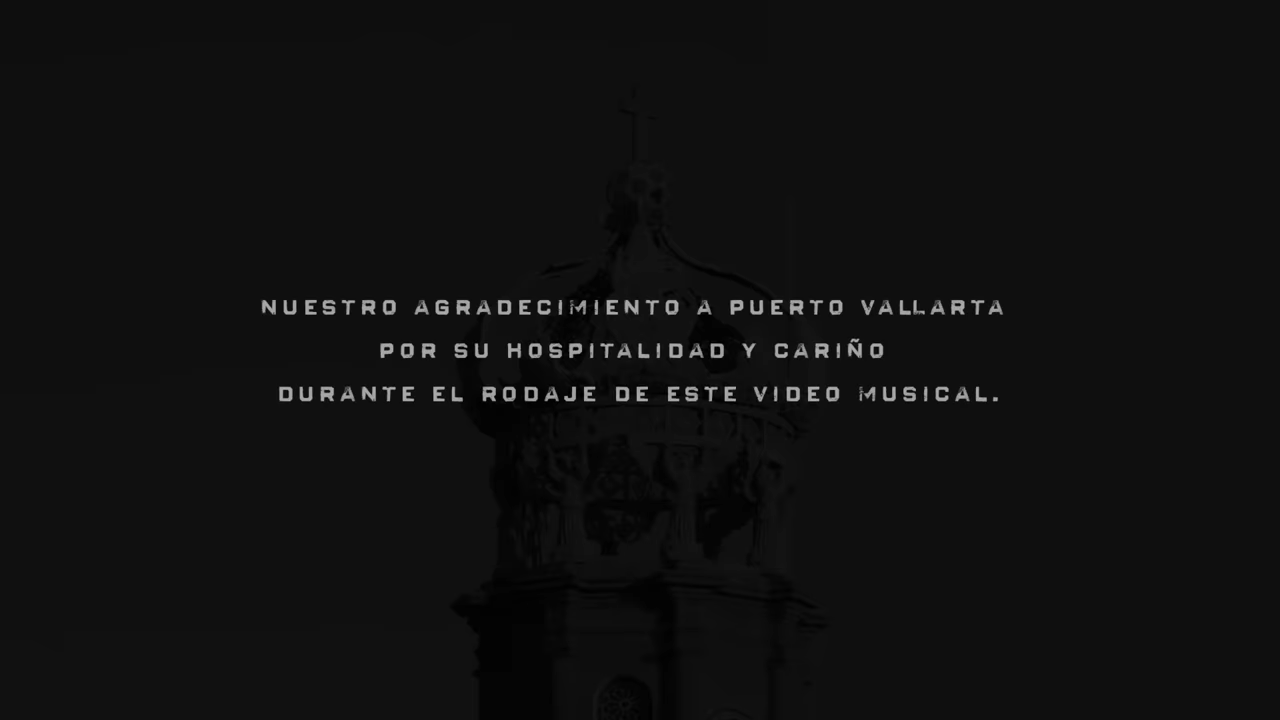 NUESTRO AGRADECIMIENTO A PUERTO VALLARTA
POR SU HOSPITALIDAD Y CARIÑO
DURANTE EL RODAJE DE ESTE VIDEO MUSICAL.